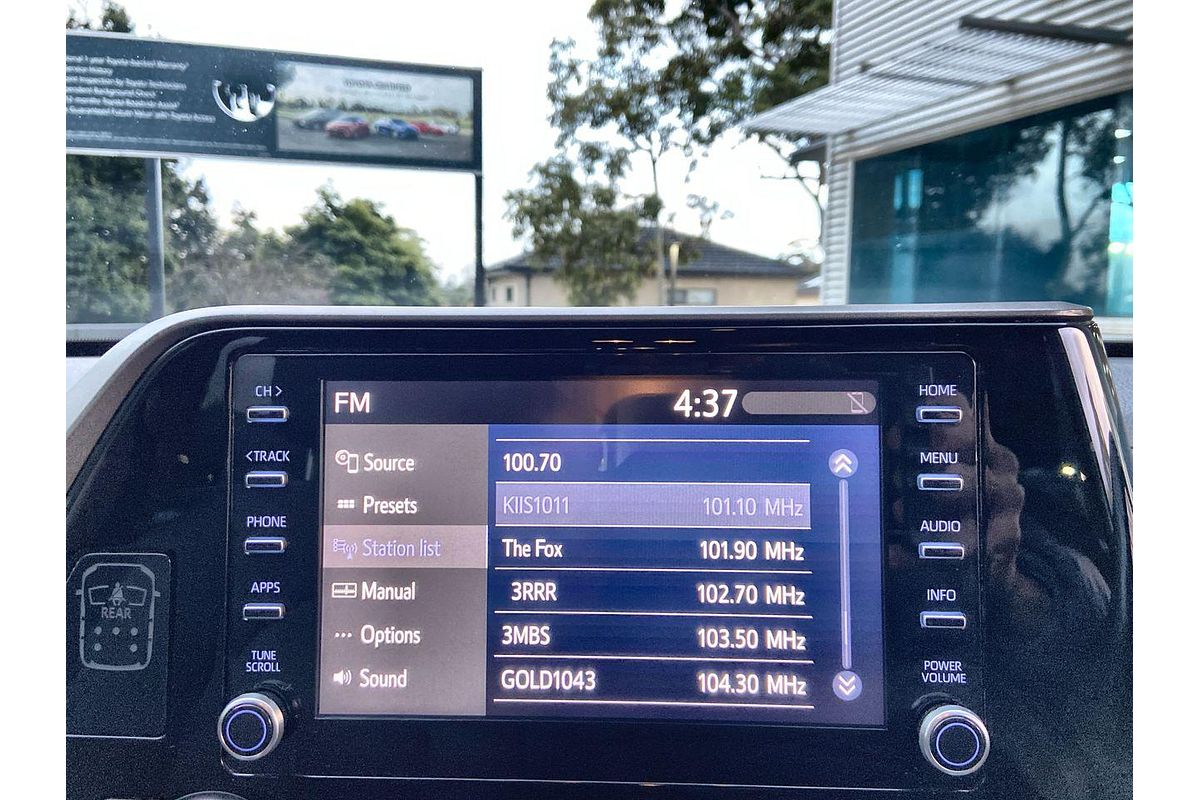 FM 4:37
CH >
<TRACK
PHONE
APPS
TUNE
SCROLL
Source
Presets
Station list
Manual
Options
Sound
100.70
KIIS1011 101.10 MHz
The Fox 101.90 MHz
3RRR 102.70 MHz
3MBS 103.50 MHz
GOLD1043 104.30 MHz
HOME
MENU
AUDIO
INFO
POWER
VOLUME
REAR